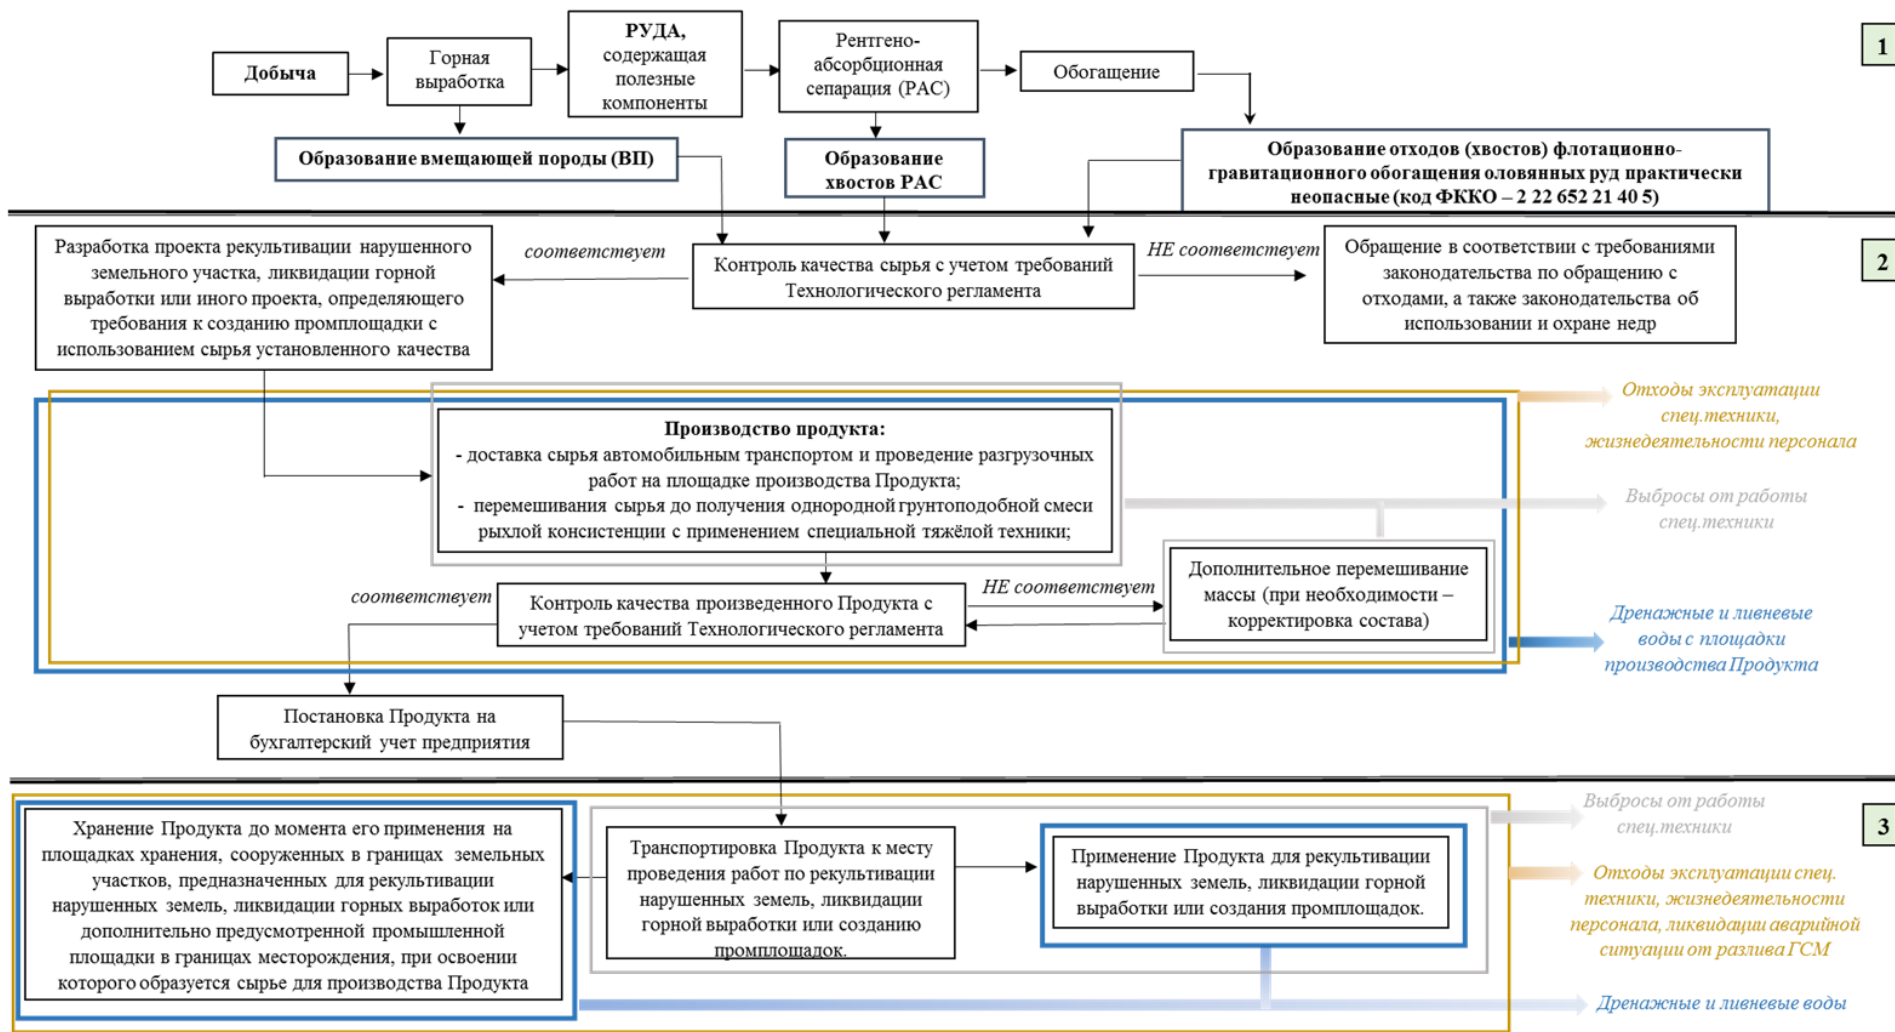 Добыча
Горная
выработка
РУДА,
содержащая
полезные
компоненты
Рентгено-
абсорбционная
сепарация (РАС)
Обогащение
1
Образование вмещающей породы (ВП)
Образование
хвостов РАС
Образование отходов (хвостов) флотационно-
гравитационного обогащения оловянных руд практически
неопасные (код ФККО – 2 22 652 21 40 5)
Разработка проекта рекультивации нарушенного
земельного участка, ликвидации горной
выработки или иного проекта, определяющего
требования к созданию промплощадки с
использованием сырья установленного качества
соответствует
Контроль качества сырья с учетом требований
Технологического регламента
НЕ соответствует
Обращение в соответствии с требованиями
законодательства по обращению с
отходами, а также законодательства об
использовании и охране недр
2
Отходы эксплуатации
спец.техники,
жизнедеятельности персонала
Производство продукта:
- доставка сырья автомобильным транспортом и проведение разгрузочных
работ на площадке производства Продукта;
- перемешивания сырья до получения однородной грунтоподобной смеси
рыхлой консистенции с применением специальной тяжёлой техники;
Выбросы от работы
спец.техники
соответствует
Контроль качества произведенного Продукта с
учетом требований Технологического регламента
НЕ соответствует
Дополнительное перемешивание
массы (при необходимости –
корректировка состава)
Дренажные и ливневые
воды с площадки
производства Продукта
Постановка Продукта на
бухгалтерский учет предприятия
Хранение Продукта до момента его применения на
площадках хранения, сооруженных в границах земельных
участков, предназначенных для рекультивации
нарушенных земель, ликвидации горных выработок или
дополнительно предусмотренной промышленной
площадки в границах месторождения, при освоении
которого образуется сырье для производства Продукта
Транспортировка Продукта к месту
проведения работ по рекультивации
нарушенных земель, ликвидации
горной выработки или созданию
промплощадок.
Применение Продукта для рекультивации
нарушенных земель, ликвидации горной
выработки или создания промплощадок.
Выбросы от работы
спец.техники
3
Отходы эксплуатации спец.
техники, жизнедеятельности
персонала, ликвидации аварийной
ситуации от разлива ГСМ
Дренажные и ливневые воды